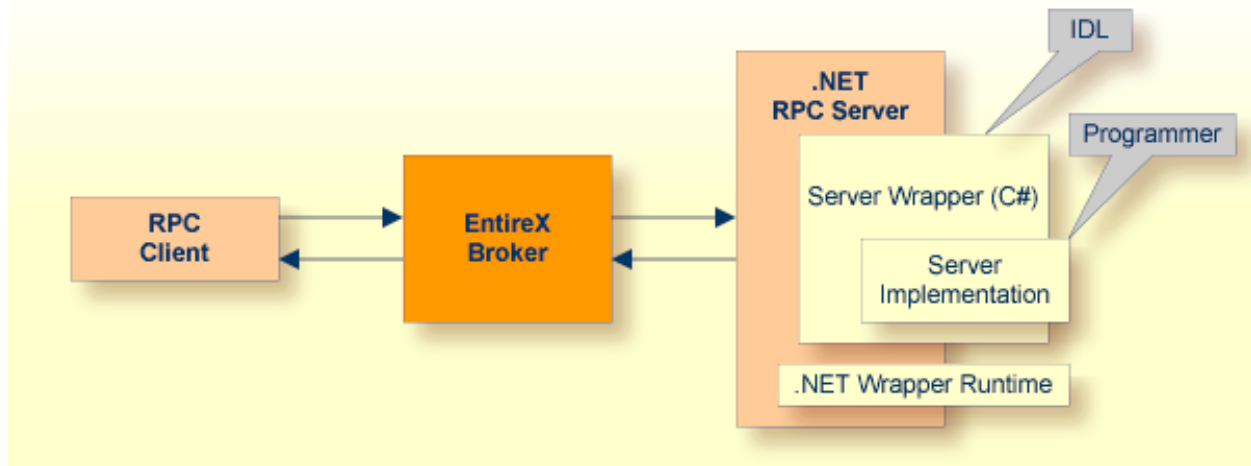 RPC
Client
EntireX
Broker
.NET
RPC Server
IDL
Programmer
Server Wrapper (C#)
Server
Implementation
.NET Wrapper Runtime